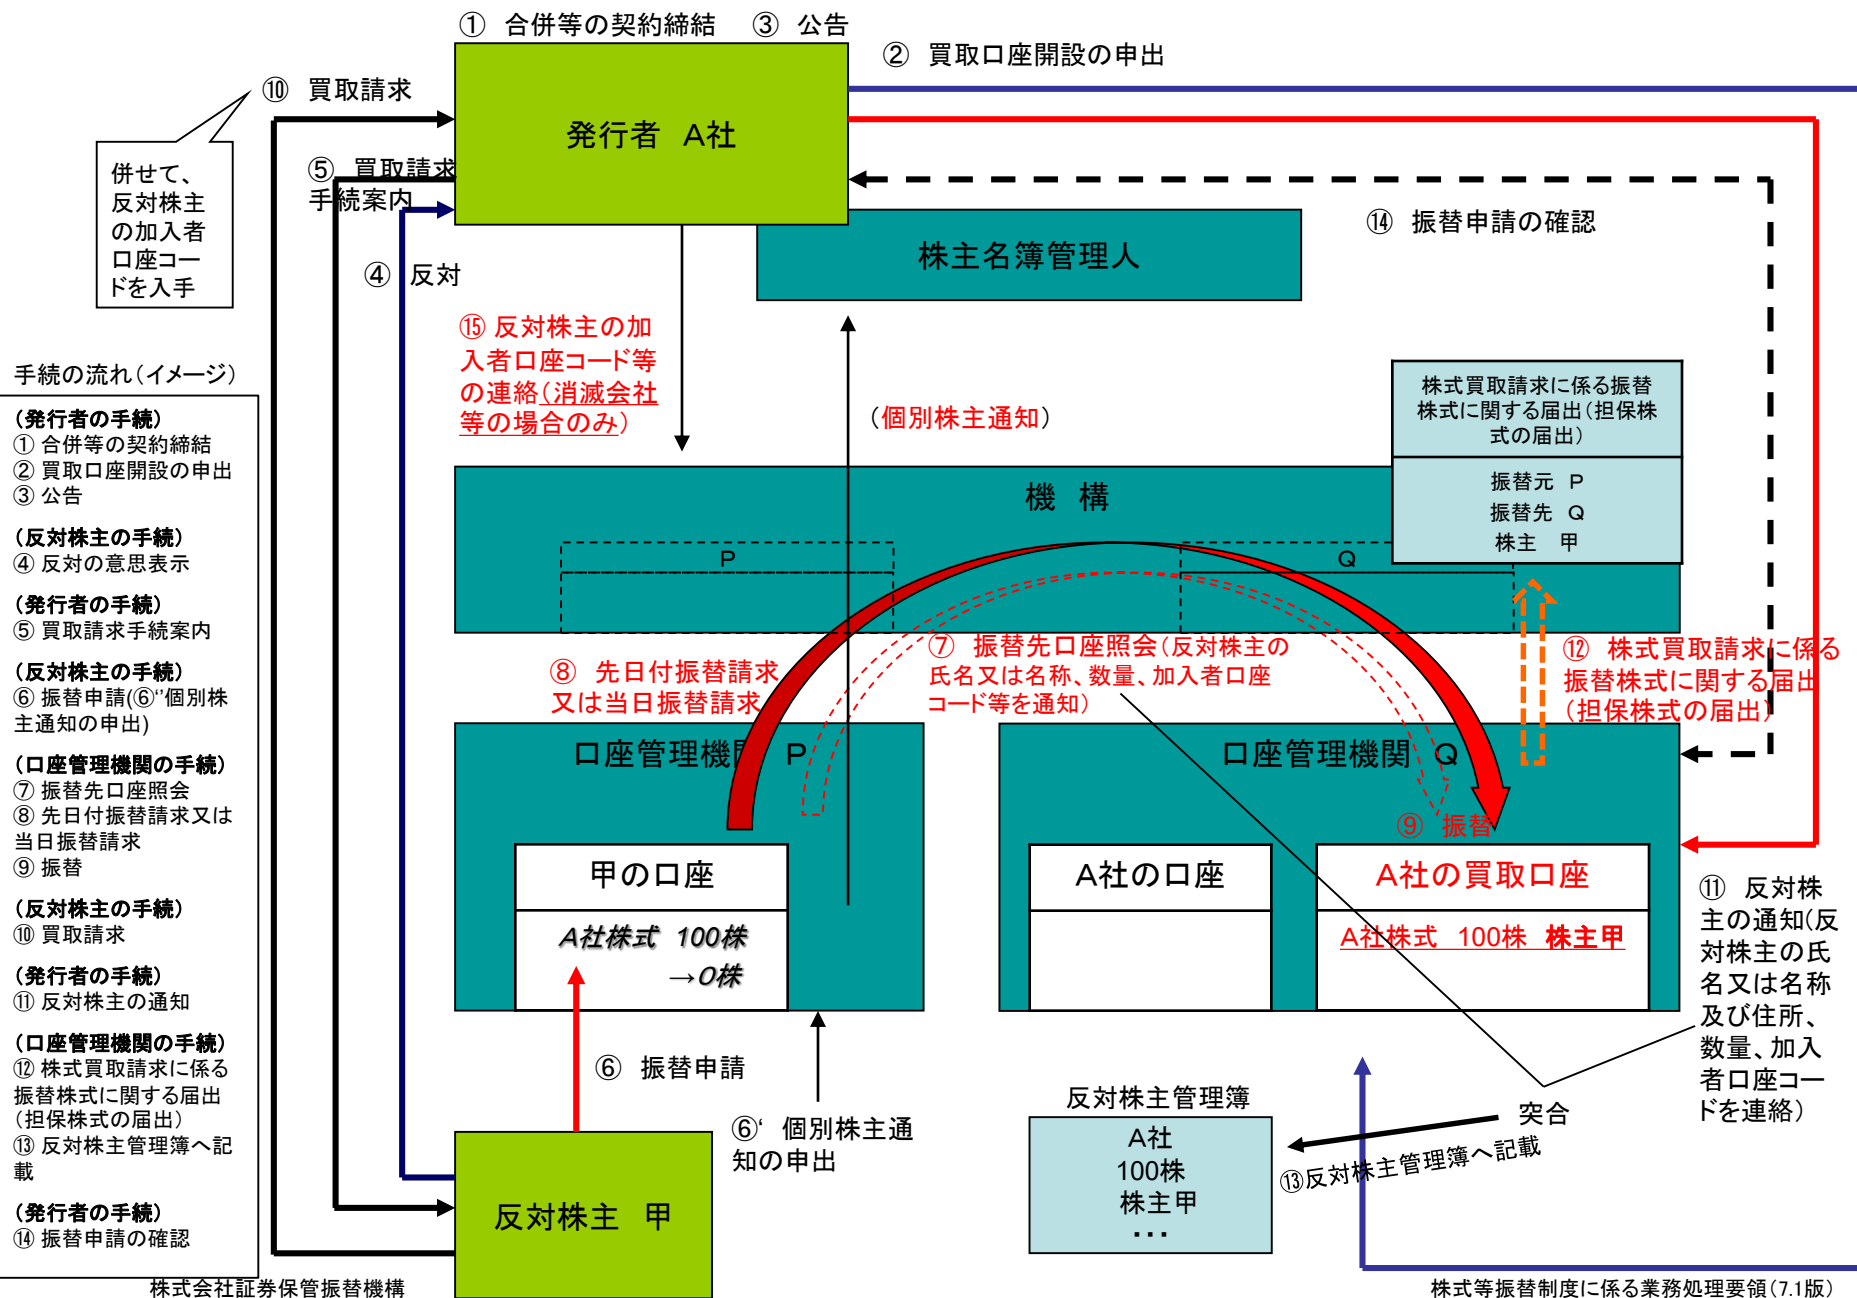 ① 合併等の契約締結　③ 公告
② 買取口座開設の申出
⑩ 買取請求
発行者　A社
併せて、
反対株主
の加入者
口座コー
ドを入手
⑤ 買取請求
手続案内
④ 反対
株主名簿管理人
⑭ 振替申請の確認
⑮ 反対株主の加
入者口座コード等
の連絡(消滅会社
等の場合のみ)
(個別株主通知)
株式買取請求に係る振替
株式に関する届出(担保株
式の届出)
振替元　P
振替先　Q
株主　甲
機　構
P
Q
⑧ 先日付振替請求
又は当日振替請求
⑦ 振替先口座照会(反対株主の
氏名又は名称、数量、加入者口座
コード等を通知)
⑫ 株式買取請求に係る
振替株式に関する届出
(担保株式の届出)
口座管理機関　P
口座管理機関　Q
⑨ 振替
甲の口座
A社株式　100株
→0株
A社の口座
A社の買取口座
A社株式　100株　株主甲
⑪ 反対株
主の通知(反
対株主の氏
名又は名称
及び住所、
数量、加入
者口座コー
ドを連絡)
⑥ 振替申請
⑥‘ 個別株主通
知の申出
反対株主　甲
反対株主管理簿
A社
100株
株主甲
…
突合
⑬反対株主管理簿へ記載
手続の流れ(イメージ)
(発行者の手続)
① 合併等の契約締結
② 買取口座開設の申出
③ 公告
(反対株主の手続)
④ 反対の意思表示
(発行者の手続)
⑤ 買取請求手続案内
(反対株主の手続)
⑥ 振替申請(⑥‘’個別株
主通知の申出)
(口座管理機関の手続)
⑦ 振替先口座照会
⑧ 先日付振替請求又は
当日振替請求
⑨ 振替
(反対株主の手続)
⑩ 買取請求
(発行者の手続)
⑪ 反対株主の通知
(口座管理機関の手続)
⑫ 株式買取請求に係る
振替株式に関する届出
(担保株式の届出)
⑬ 反対株主管理簿へ記
載
(発行者の手続)
⑭ 振替申請の確認
株式会社証券保管振替機構
株式等振替制度に係る業務処理要領(7.1版)